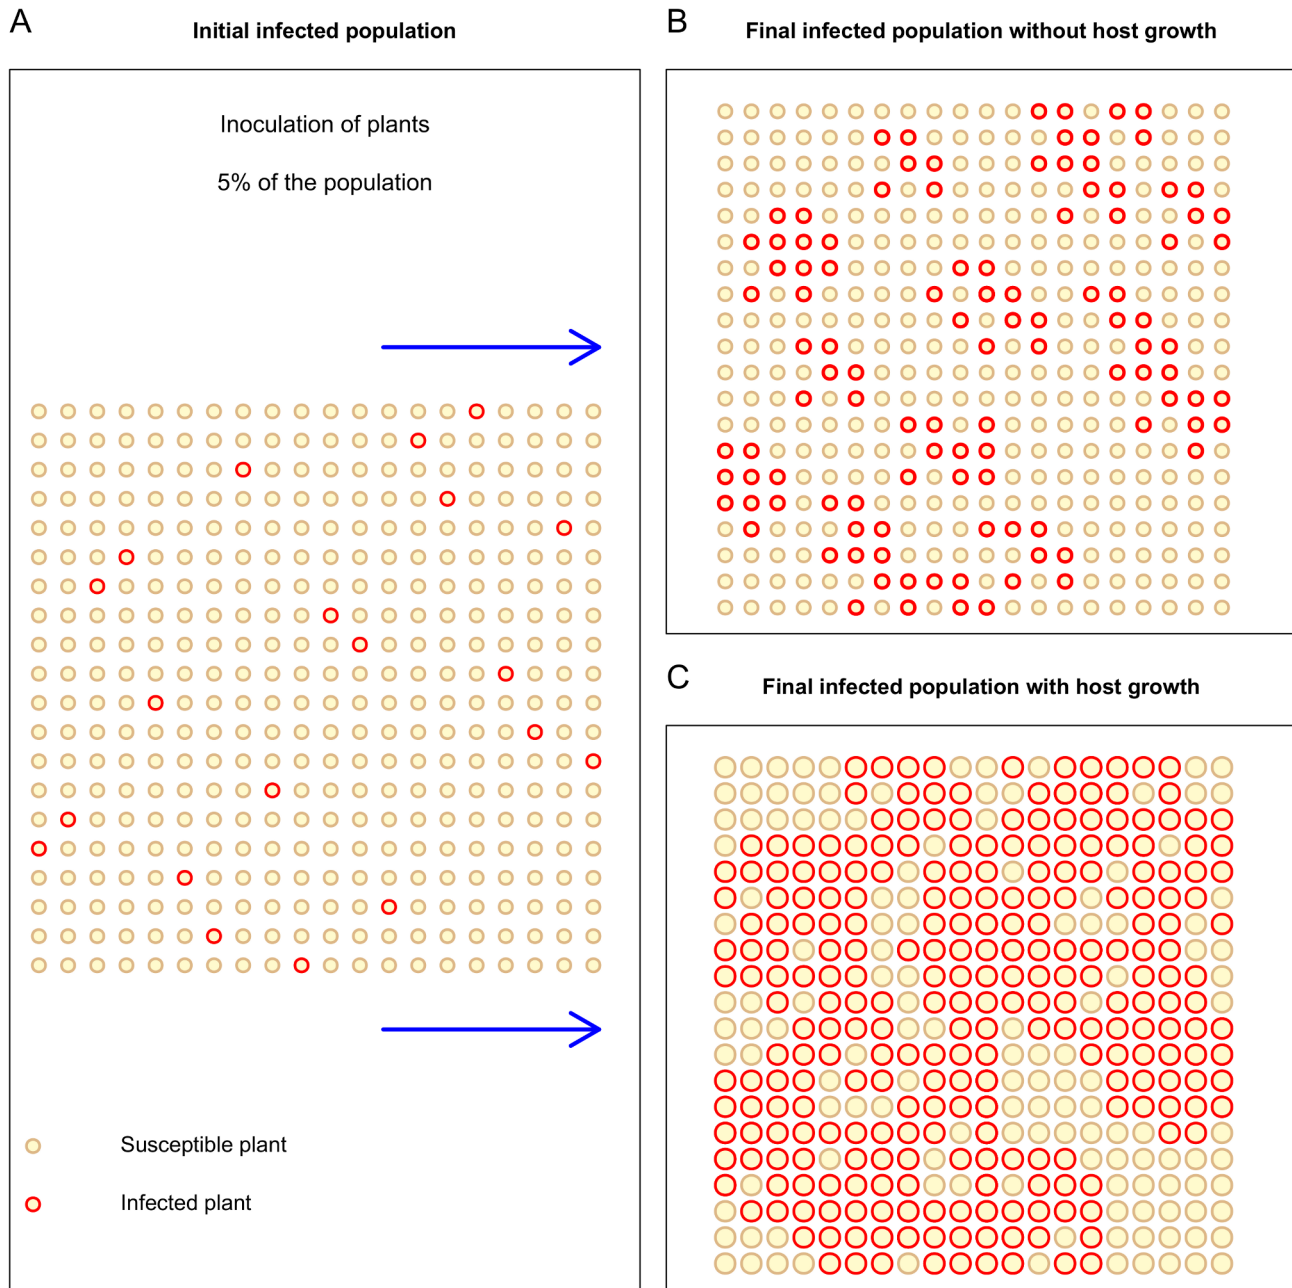 A
Initial infected population
Inoculation of plants
5% of the population
Susceptible plant
Infected plant
B
Final infected population without host growth
C
Final infected population with host growth